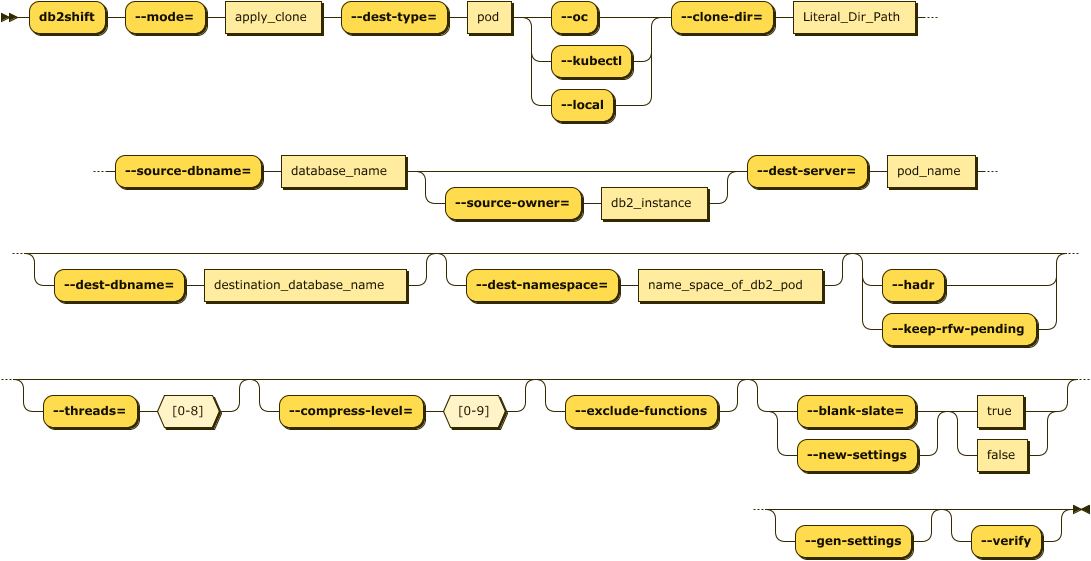 db2shift --mode= apply_clone --dest-type= pod --oc --clone-dir= Literal_Dir_Path
--kubectl
--local
--source-dbname= database_name --dest-server= pod_name
--source-owner= db2_instance
--dest-dbname= destination_database_name --dest-namespace= name_space_of_db2_pod --hadr
--keep-rfw-pending
--threads= [0-8] --compress-level= [0-9] --exclude-functions --blank-slate= true
--new-settings false
--gen-settings --verify